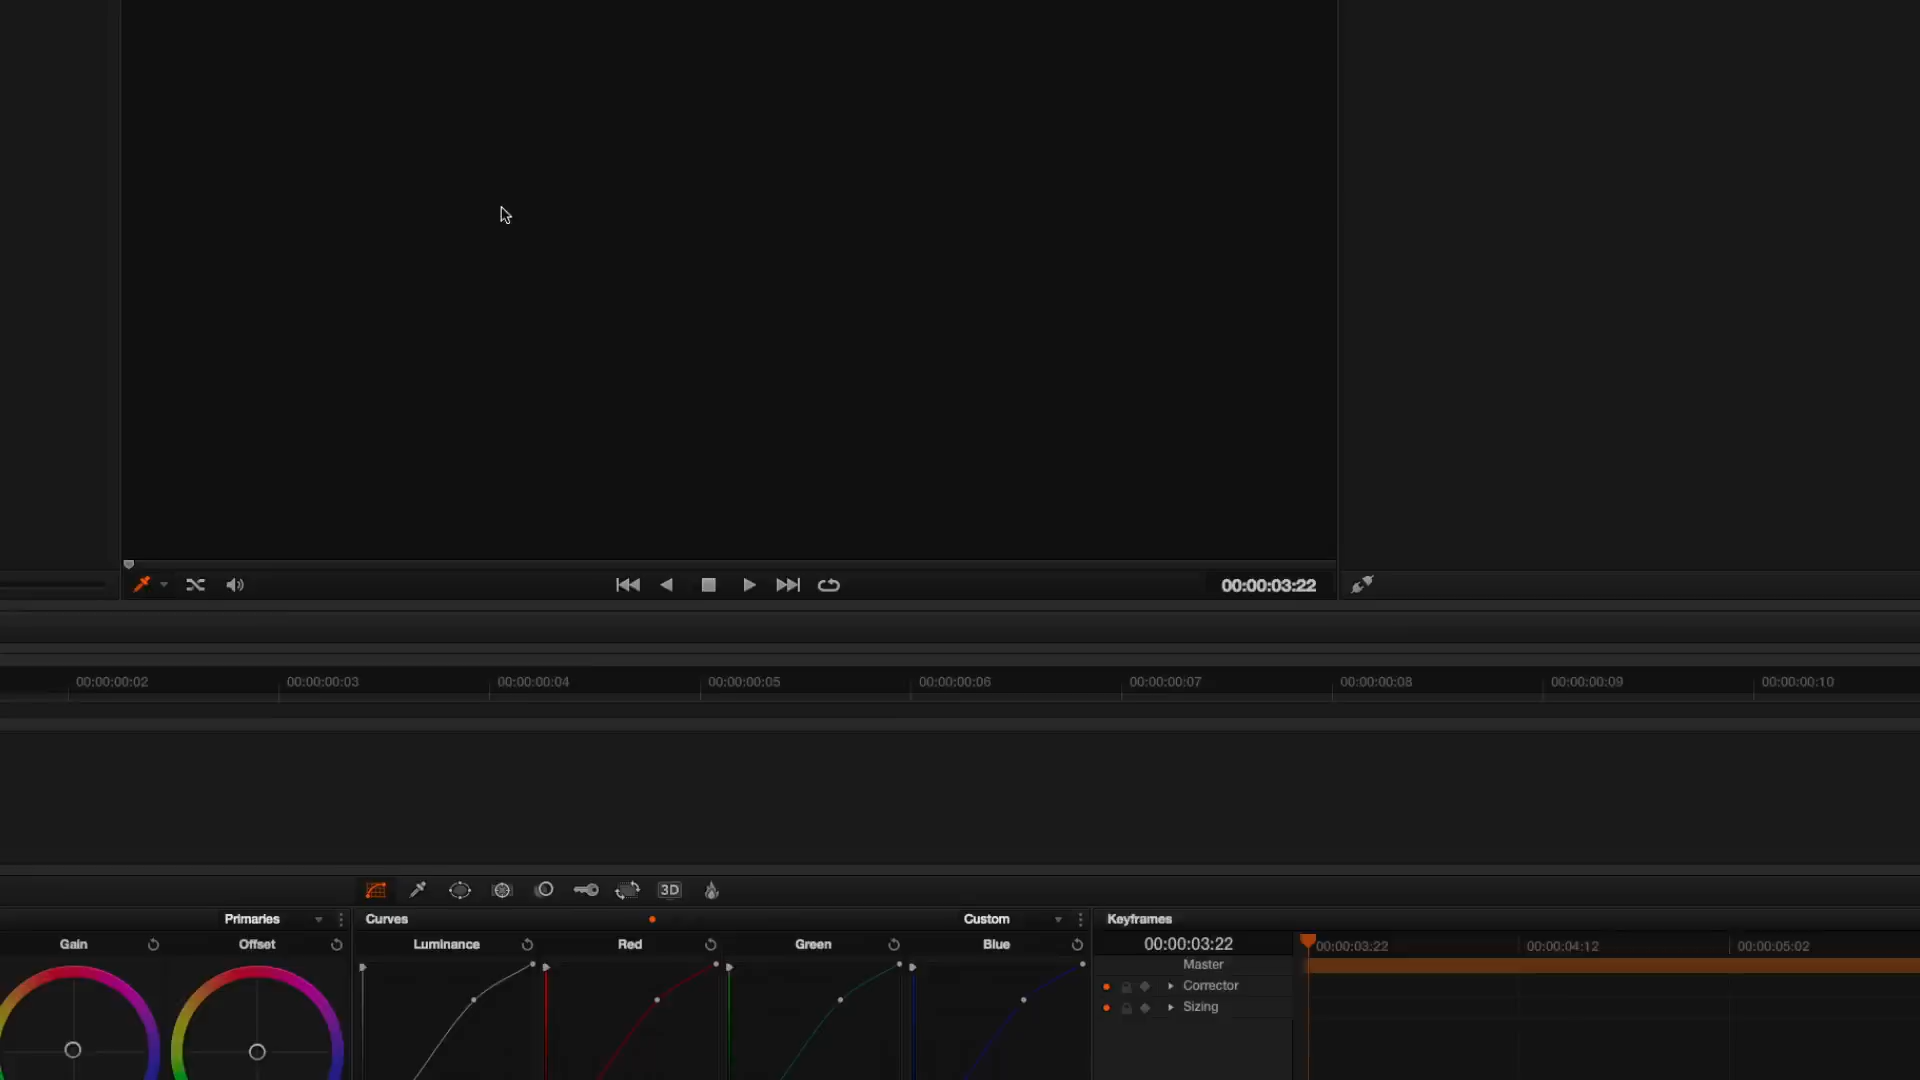 00:00:03:22
00:00:00:02 00:00:00:03 00:00:00:04 00:00:00:05 00:00:00:06 00:00:00:07 00:00:00:08 00:00:00:09 00:00:00:10
3D
Primaries Curves Custom Keyframes
Gain Offset Luminance Red Green Blue 00:00:03:22 00:00:03:22 00:00:04:12 00:00:05:02
Master
Corrector
Sizing